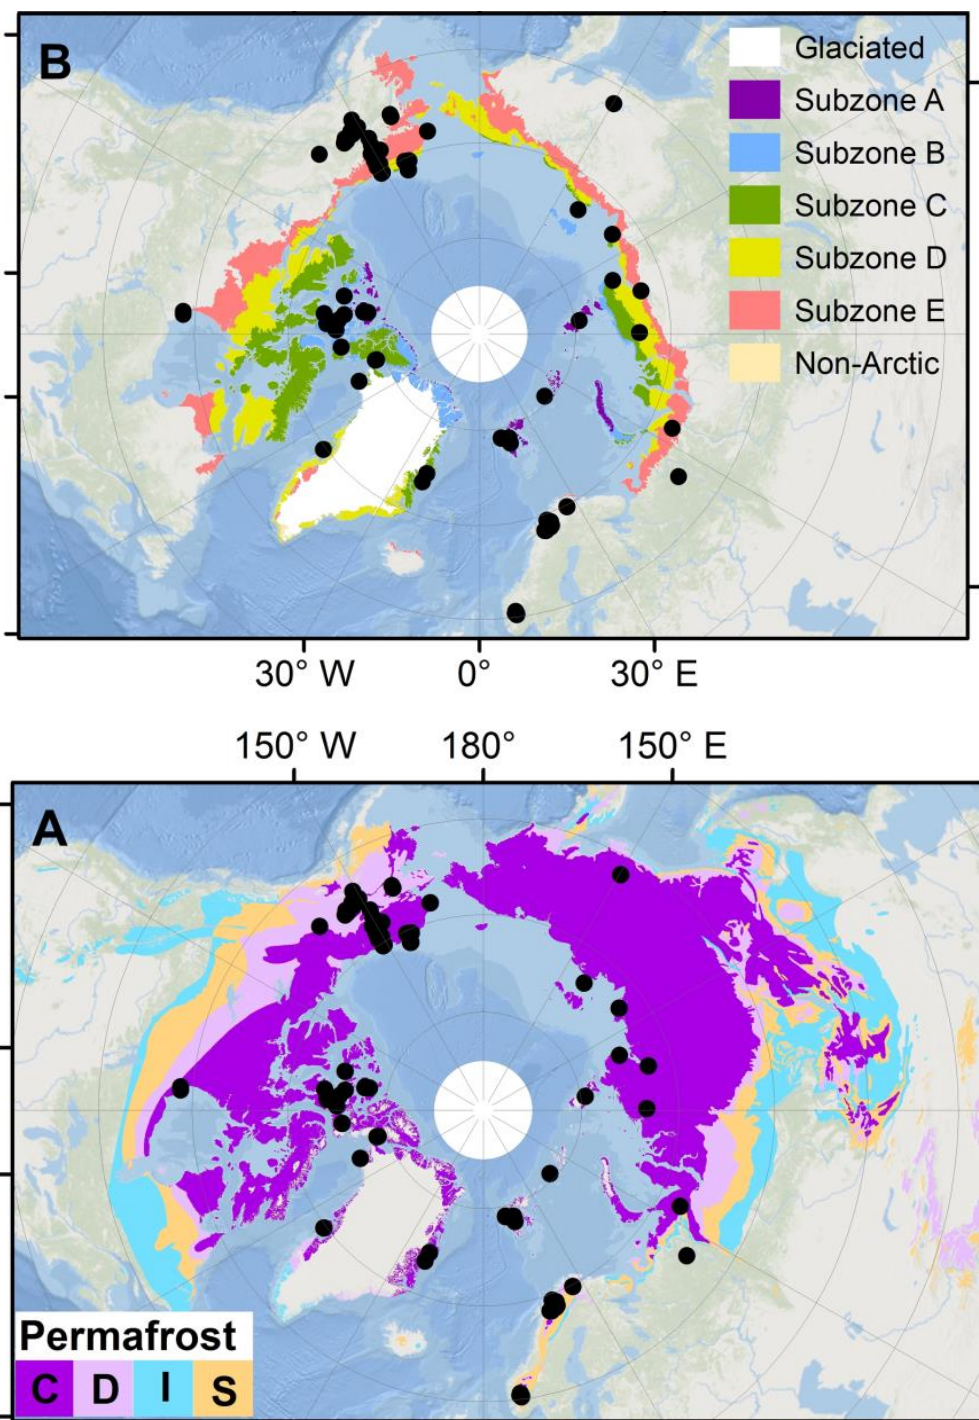 B
Glaciated
Subzone A
Subzone B
Subzone C
Subzone D
Subzone E
Non-Arctic
30° W 0° 30° E
150° W 180° 150° E
A
Permafrost
C D I S